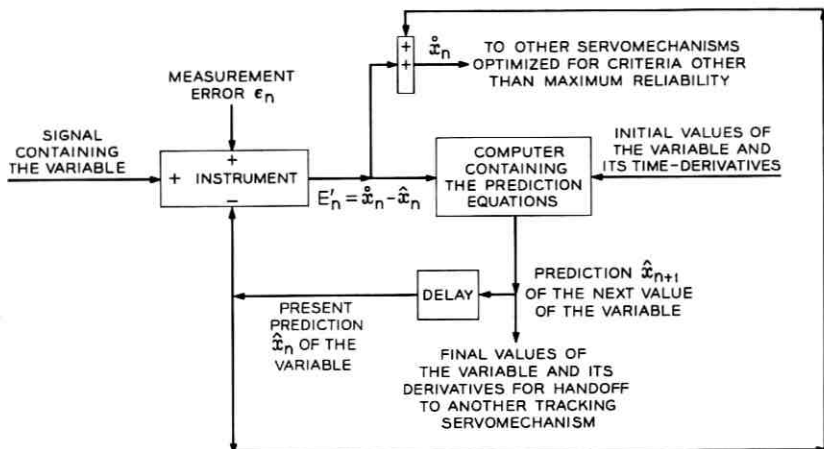 +
+
x̊̂n
TO OTHER SERVOMECHANISMS
OPTIMIZED FOR CRITERIA OTHER
THAN MAXIMUM RELIABILITY
MEASUREMENT
ERROR ϵn
SIGNAL
CONTAINING
THE VARIABLE
+
+ INSTRUMENT
−
E'n = x̊̂n − x̂n
COMPUTER
CONTAINING
THE PREDICTION
EQUATIONS
INITIAL VALUES OF
THE VARIABLE AND
ITS TIME-DERIVATIVES
DELAY
PREDICTION x̂n+1
OF THE NEXT VALUE
OF THE VARIABLE
PRESENT
PREDICTION
x̂n OF THE
VARIABLE
FINAL VALUES OF
THE VARIABLE AND ITS
DERIVATIVES FOR HANDOFF
TO ANOTHER TRACKING
SERVOMECHANISM